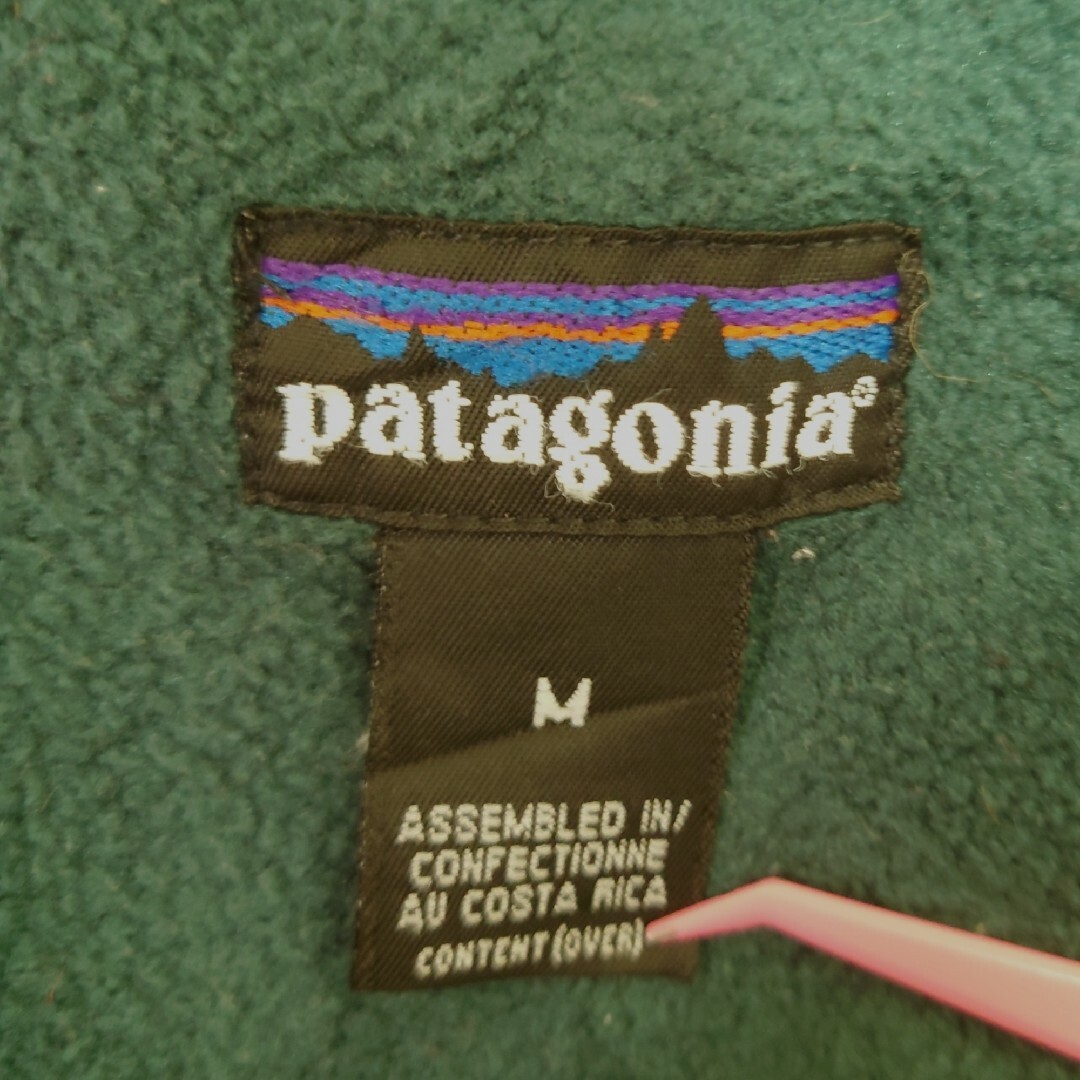 patagonia®
M
ASSEMBLED IN/
CONFECTIONNE
AU COSTA RICA
CONTENT (OVER)